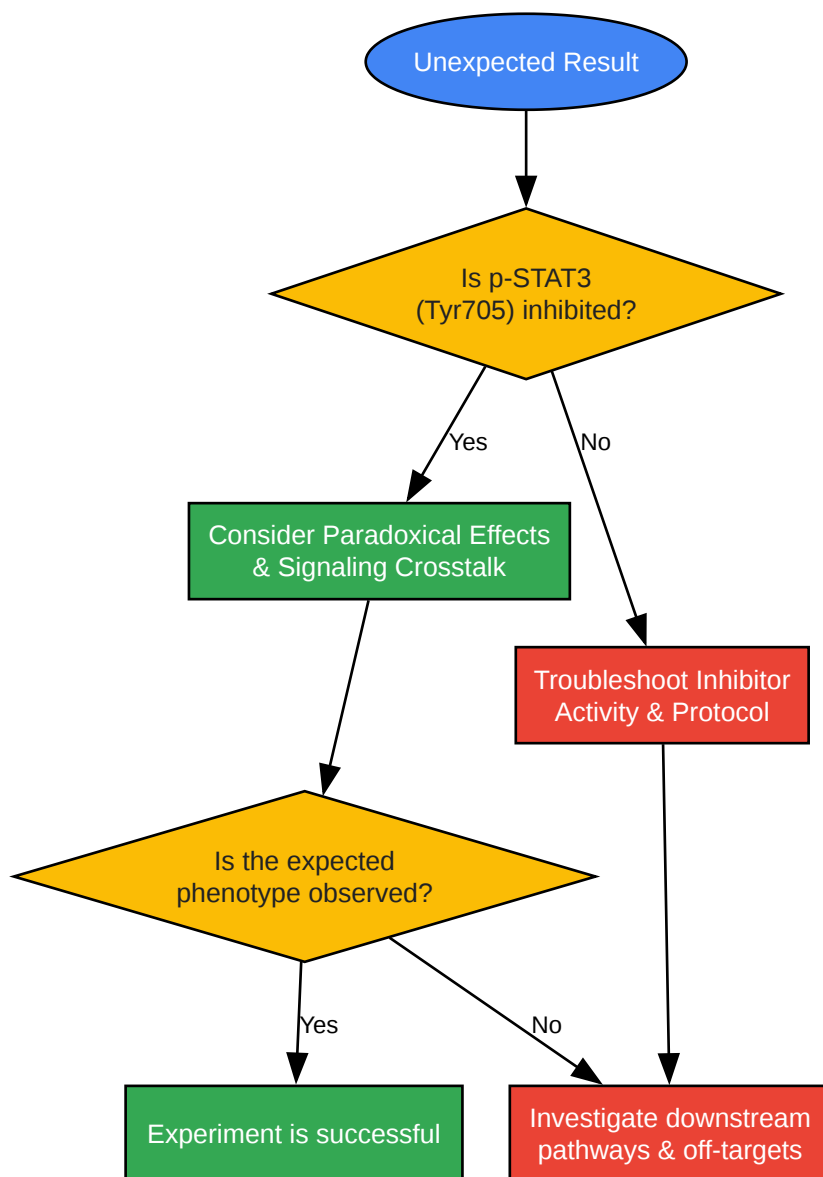 Unexpected Result
Is p-STAT3
(Tyr705) inhibited?
Yes
No
Consider Paradoxical Effects
& Signaling Crosstalk
Troubleshoot Inhibitor
Activity & Protocol
Is the expected
phenotype observed?
Yes
No
Experiment is successful
Investigate downstream
pathways & off-targets